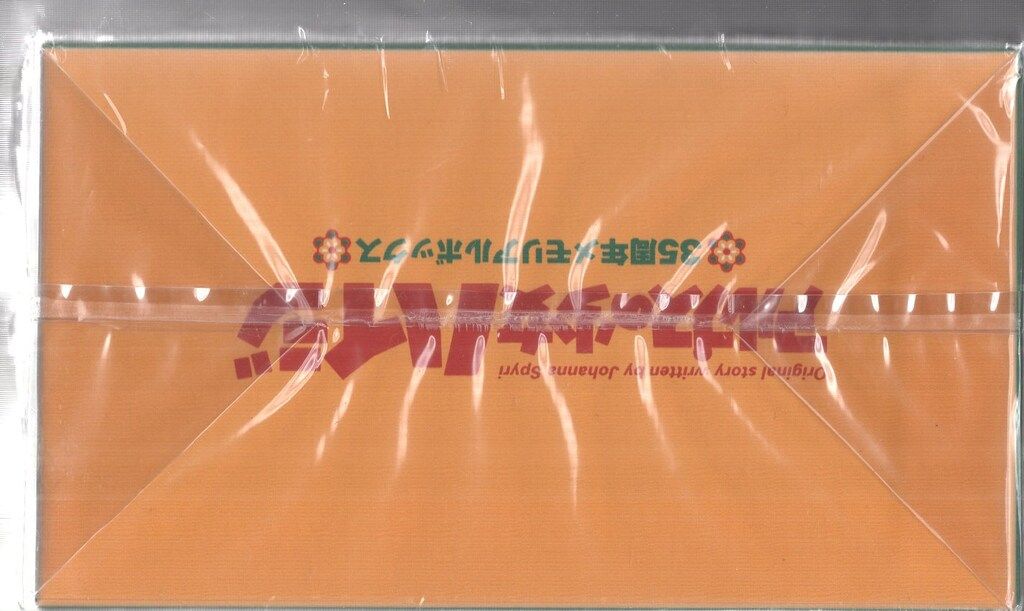 Original story written by Johanna Spyri
アルプスの少女ハイジ
35周年メモリアルボックス